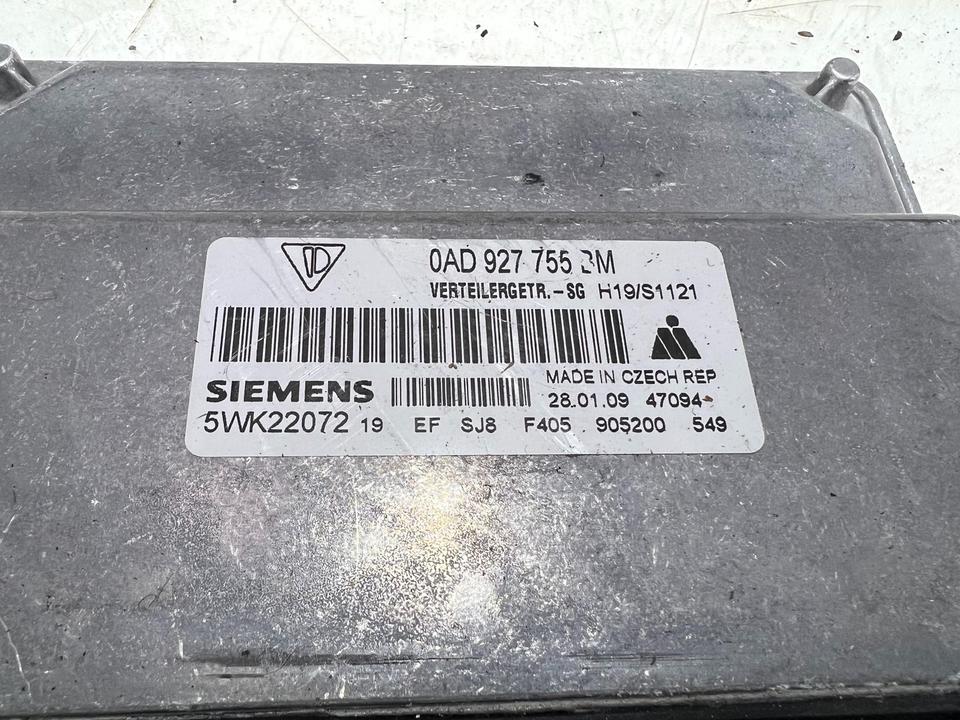 0AD 927 755 BM
VERTEILERGETR.-SG H19/S1121
SIEMENS
MADE IN CZECH REP
28.01.09 47094
5WK22072 19 EF SJ8 F405 905200 549